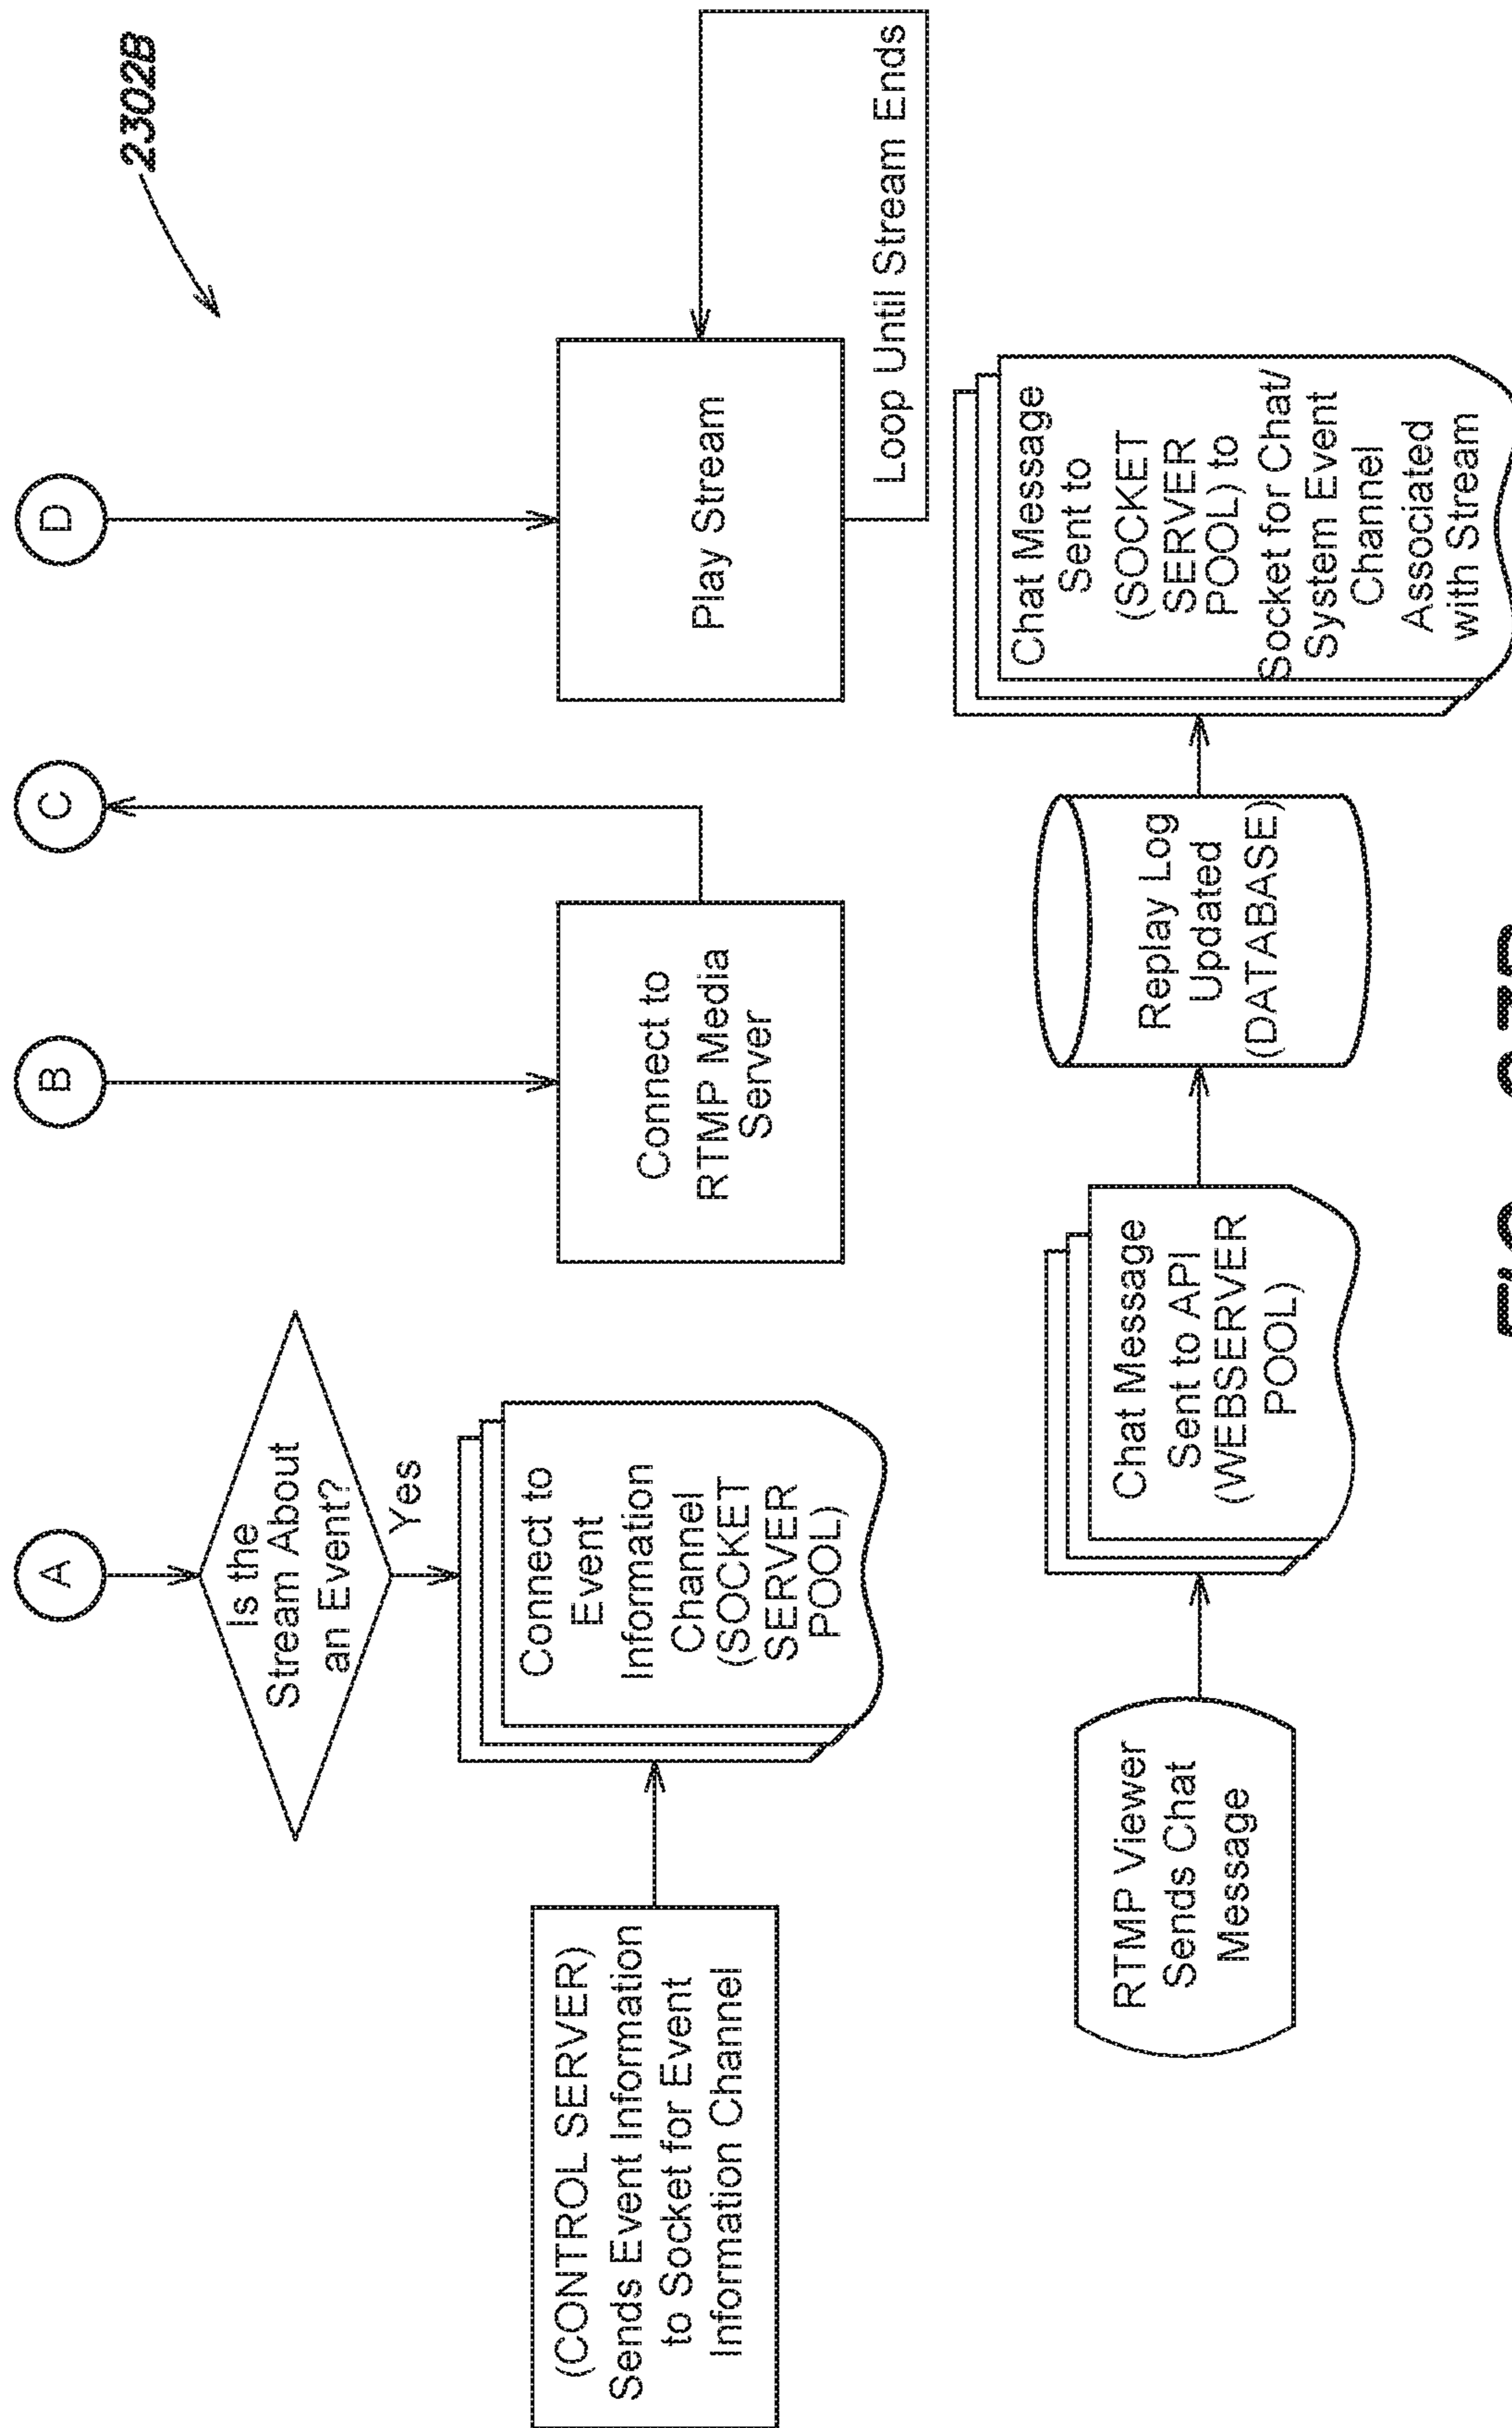 2302B
A
B
C
D
Is the
Stream About
an Event?
Yes
(CONTROL SERVER)
Sends Event Information
to Socket for Event
Information Channel
Connect to
Event
Information
Channel
(SOCKET
SERVER
POOL)
Connect to
RTMP Media
Server
Play Stream
Loop Until Stream Ends
RTMP Viewer
Sends Chat
Message
Chat Message
Sent to API
(WEBSERVER
POOL)
Replay Log
Updated
(DATABASE)
Chat Message
Sent to
(SOCKET
SERVER
POOL) to
Socket for Chat/
System Event
Channel
Associated
with Stream